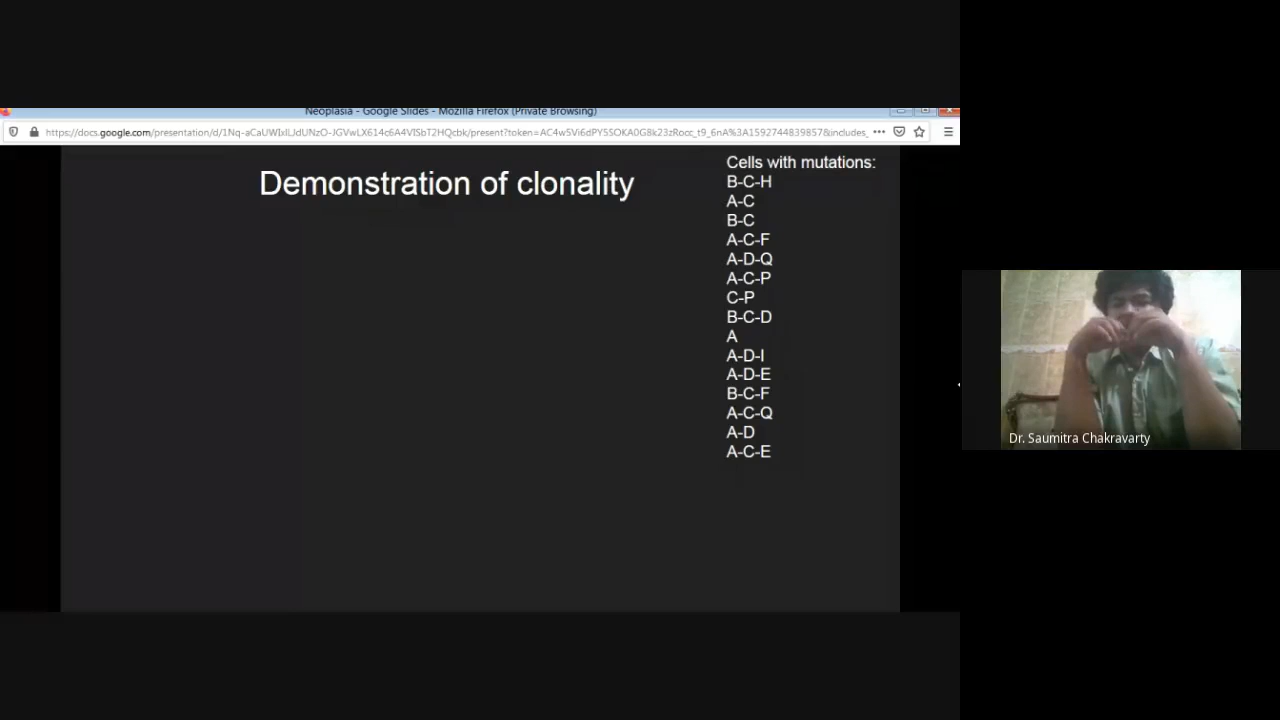 Neoplasia - Google Slides - Mozilla Firefox (Private Browsing)
Demonstration of clonality
Cells with mutations:
B-C-H
A-C
B-C
A-C-F
A-D-Q
A-C-P
C-P
B-C-D
A
A-D-I
A-D-E
B-C-F
A-C-Q
A-D
A-C-E
Dr. Saumitra Chakravarty